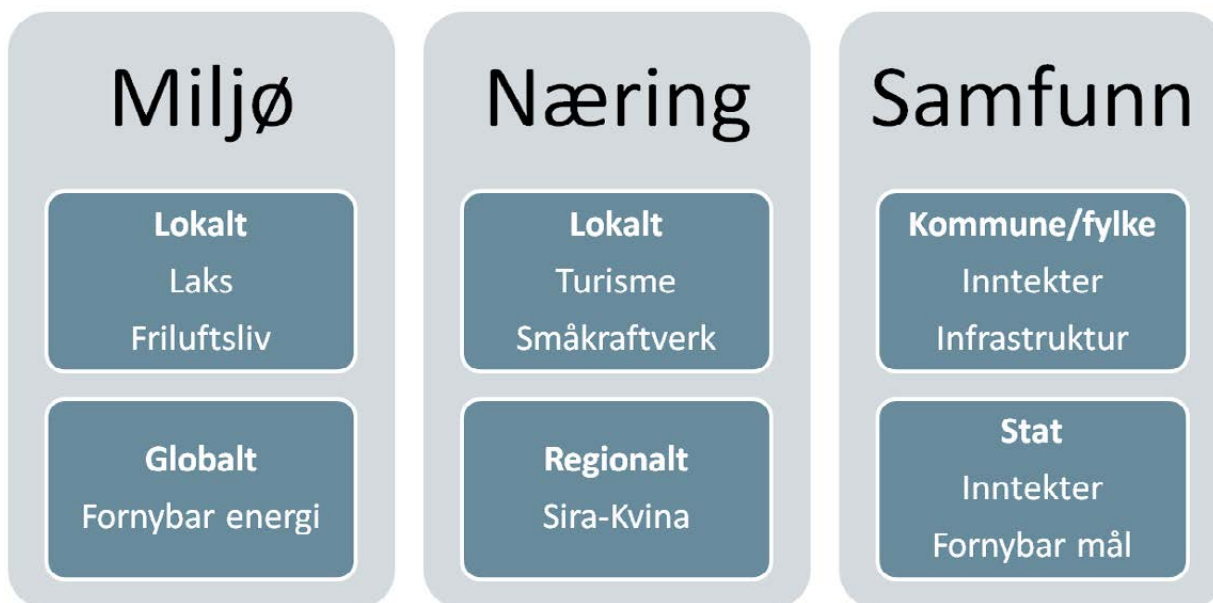 Miljø
Lokalt
Laks
Friluftsliv
Globalt
Fornybar energi
Næring
Lokalt
Turisme
Småkraftverk
Regionalt
Sira-Kvina
Samfunn
Kommune/fylke
Inntekter
Infrastruktur
Stat
Inntekter
Fornybar mål